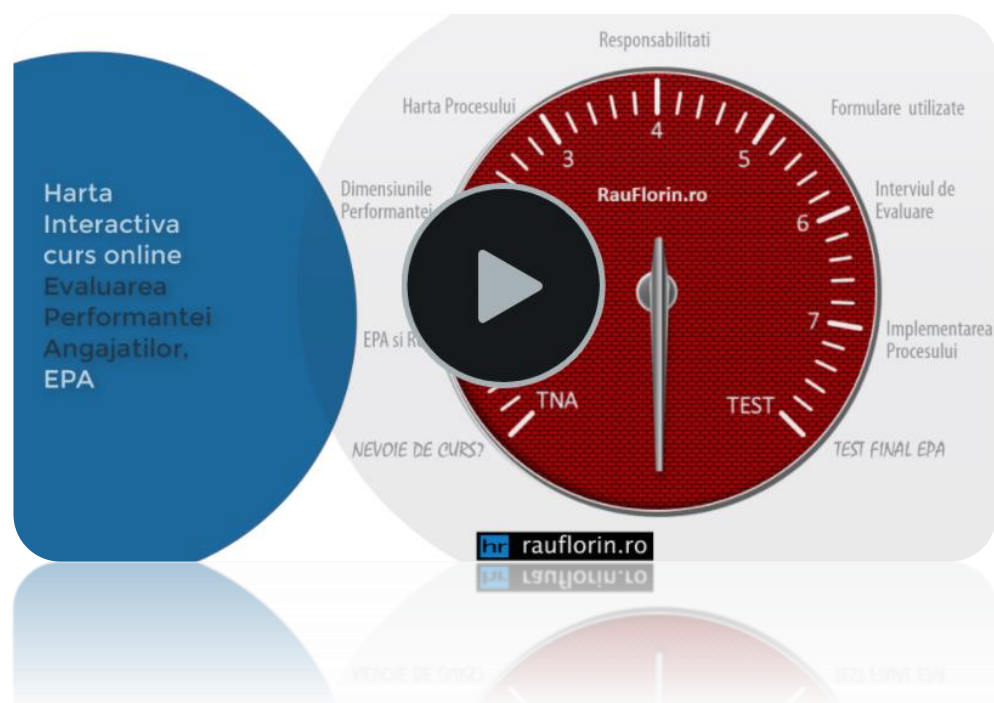 Harta
Interactiva
curs online
Evaluarea
Performantei
Angajatilor,
EPA
Responsabilitati
Harta Procesului
Formulare utilizate
Dimensiunile
Performantei
Interviul de
Evaluare
EPA si
Implementarea
Procesului
NEVOIE DE CURS?
TEST FINAL EPA
3
4
5
6
7
RauFlorin.ro
TNA
TEST
hr rauflorin.ro